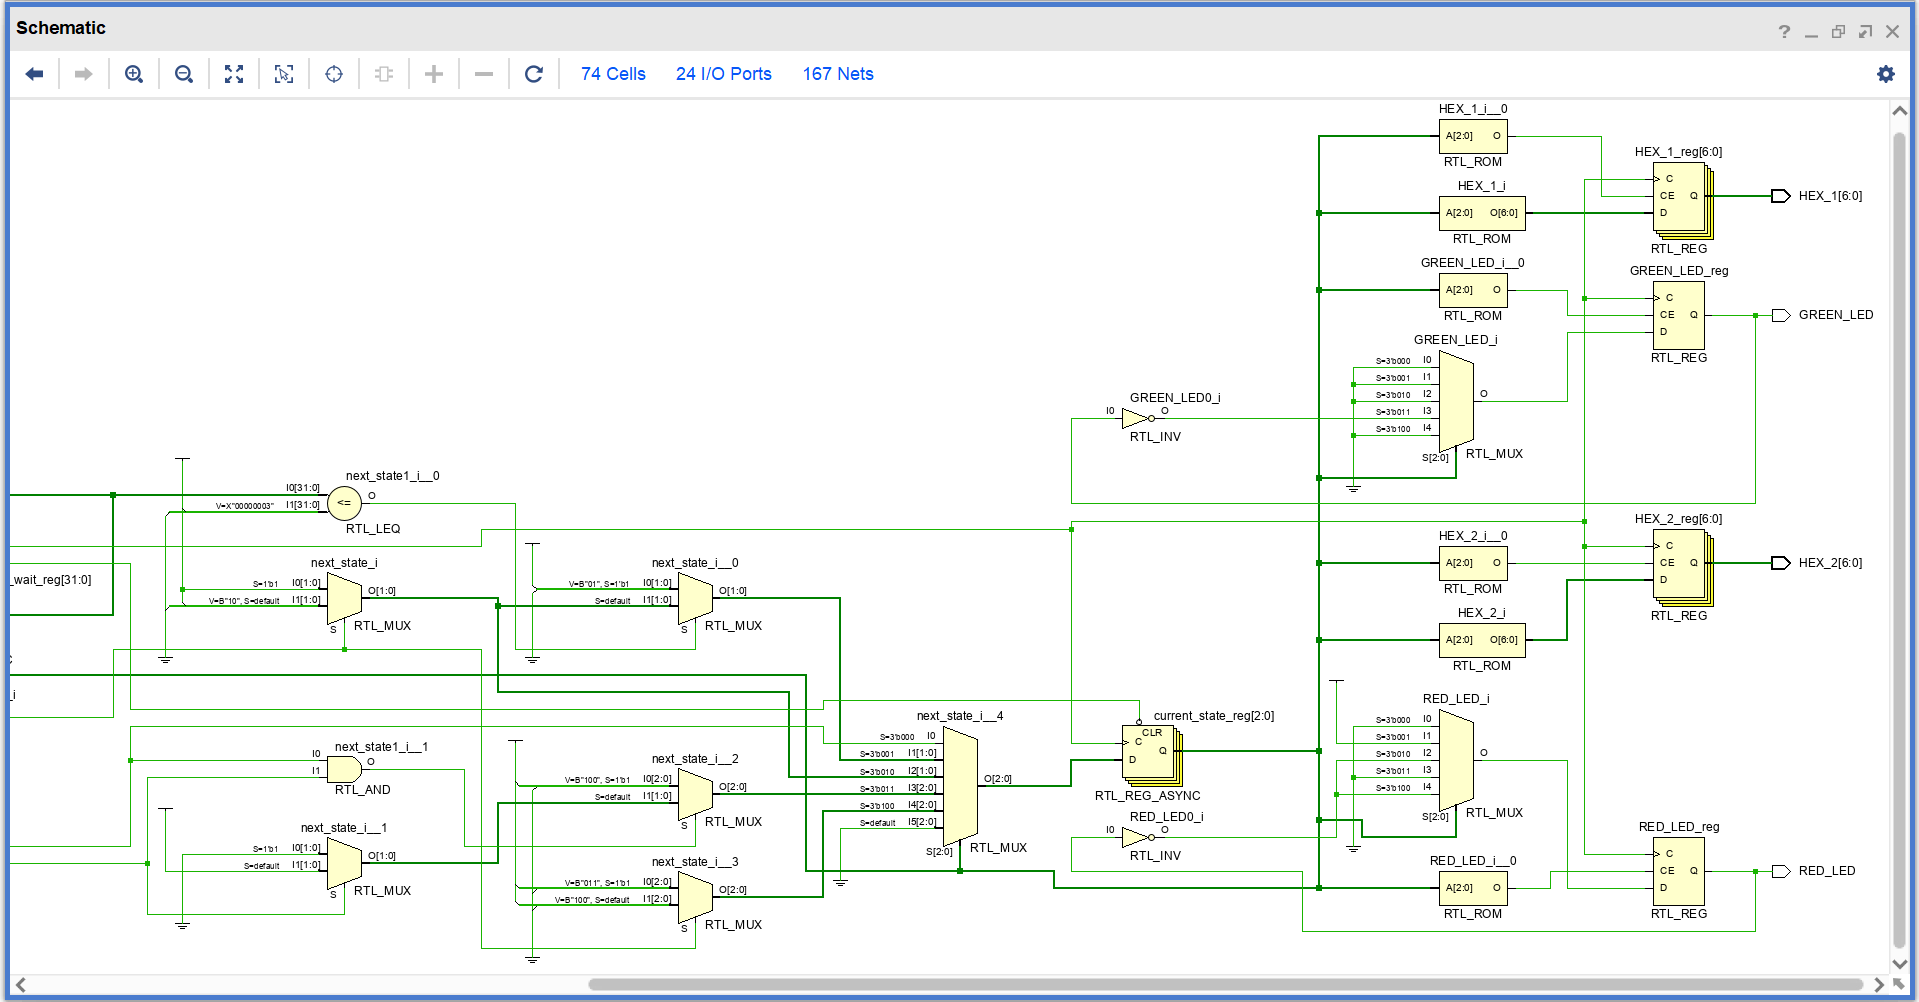 Schematic
74 Cells
24 I/O Ports
167 Nets
HEX_1_i__0
A[2:0] O
RTL_ROM
HEX_1_i
A[2:0] O[6:0]
RTL_ROM
HEX_1_reg[6:0]
C
CE Q
D
RTL_REG
HEX_1[6:0]
GREEN_LED_i__0
A[2:0] O
RTL_ROM
GREEN_LED_reg
C
CE Q
D
RTL_REG
GREEN_LED
GREEN_LED_i
S=3'b000 I0
S=3'b001 I1
S=3'b010 I2
S=3'b011 I3
S=3'b100 I4
O
S[2:0]
RTL_MUX
GREEN_LED0_i
I0 O
RTL_INV
next_state1_i__0
I0[31:0]
V=X"00000003" I1[31:0]
<=
O
RTL_LEQ
_wait_reg[31:0]
next_state_i
S=1'b1 I0[1:0]
V=B"10", S=default I1[1:0]
O[1:0]
S
RTL_MUX
next_state_i__0
V=B"01", S=1'b1 I0[1:0]
S=default I1[1:0]
O[1:0]
S
RTL_MUX
_i
HEX_2_i__0
A[2:0] O
RTL_ROM
HEX_2_i
A[2:0] O[6:0]
RTL_ROM
HEX_2_reg[6:0]
C
CE Q
D
RTL_REG
HEX_2[6:0]
next_state1_i__1
I0
I1
O
RTL_AND
next_state_i__1
S=1'b1 I0[1:0]
S=default I1[1:0]
O[1:0]
S
RTL_MUX
next_state_i__2
V=B"100", S=1'b1 I0[2:0]
S=default I1[1:0]
O[2:0]
S
RTL_MUX
next_state_i__3
V=B"011", S=1'b1 I0[2:0]
V=B"100", S=default I1[2:0]
O[2:0]
S
RTL_MUX
next_state_i__4
S=3'b000 I0
S=3'b001 I1[1:0]
S=3'b010 I2[1:0]
S=3'b011 I3[2:0]
S=3'b100 I4[2:0]
S=default I5[2:0]
O[2:0]
S[2:0]
RTL_MUX
current_state_reg[2:0]
CLR
C
Q
D
RTL_REG_ASYNC
RED_LED0_i
I0 O
RTL_INV
RED_LED_i
S=3'b000 I0
S=3'b001 I1
S=3'b010 I2
S=3'b011 I3
S=3'b100 I4
O
S[2:0]
RTL_MUX
RED_LED_i__0
A[2:0] O
RTL_ROM
RED_LED_reg
C
CE Q
D
RTL_REG
RED_LED